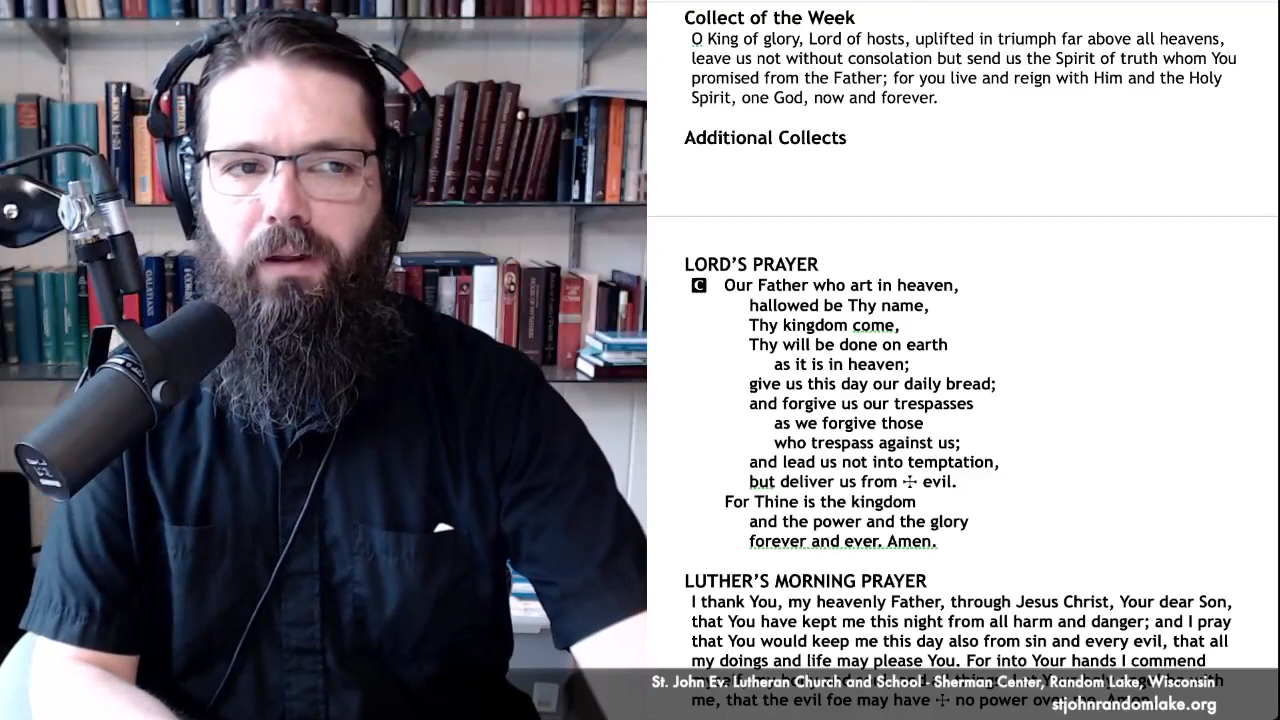 Collect of the Week
O King of glory, Lord of hosts, uplifted in triumph far above all heavens,
leave us not without consolation but send us the Spirit of truth whom You
promised from the Father; for you live and reign with Him and the Holy
Spirit, one God, now and forever.
Additional Collects
LORD'S PRAYER
C Our Father who art in heaven,
hallowed be Thy name,
Thy kingdom come,
Thy will be done on earth
as it is in heaven;
give us this day our daily bread;
and forgive us our trespasses
as we forgive those
who trespass against us;
and lead us not into temptation,
but deliver us from ☩ evil.
For Thine is the kingdom
and the power and the glory
forever and ever. Amen.
LUTHER'S MORNING PRAYER
I thank You, my heavenly Father, through Jesus Christ, Your dear Son,
that You have kept me this night from all harm and danger; and I pray
that You would keep me this day also from sin and every evil, that all
my doings and life may please You. For into Your hands I commend
me, that the evil foe may have ☩ no power
St. John Ev. Lutheran Church and School - Sherman Center, Random Lake, Wisconsin
stjohnrandomlake.org
JOHN 1:1-7:1
GALATIANS